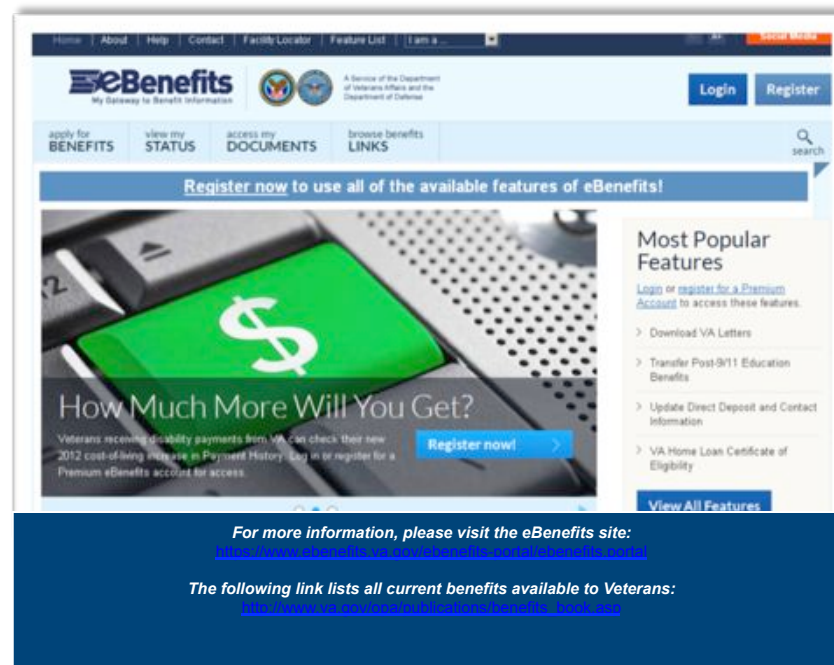 Home | About | Help | Contact | Facility Locator | Feature List | I am a ...
A+
Social Media
eBenefits
My Gateway to Benefit Information
A Service of the Department
of Veterans Affairs and the
Department of Defense
Login
Register
apply for
BENEFITS
view my
STATUS
access my
DOCUMENTS
browse benefits
LINKS
search
Register now to use all of the available features of eBenefits!
12
$
How Much More Will You Get?
Veterans receiving disability payments from VA can check their new
2012 cost-of-living increase in Payment History. Log in or register for a
Premium eBenefits account for access.
Register now!
Most Popular
Features
Login or register for a Premium
Account to access these features.
> Download VA Letters
> Transfer Post-9/11 Education
Benefits
> Update Direct Deposit and Contact
Information
> VA Home Loan Certificate of
Eligibility
View All Features
For more information, please visit the eBenefits site:
https://www.ebenefits.va.gov/ebenefits-portal/ebenefits.portal
The following link lists all current benefits available to Veterans:
http://www.va.gov/opa/publications/benefits_book.asp